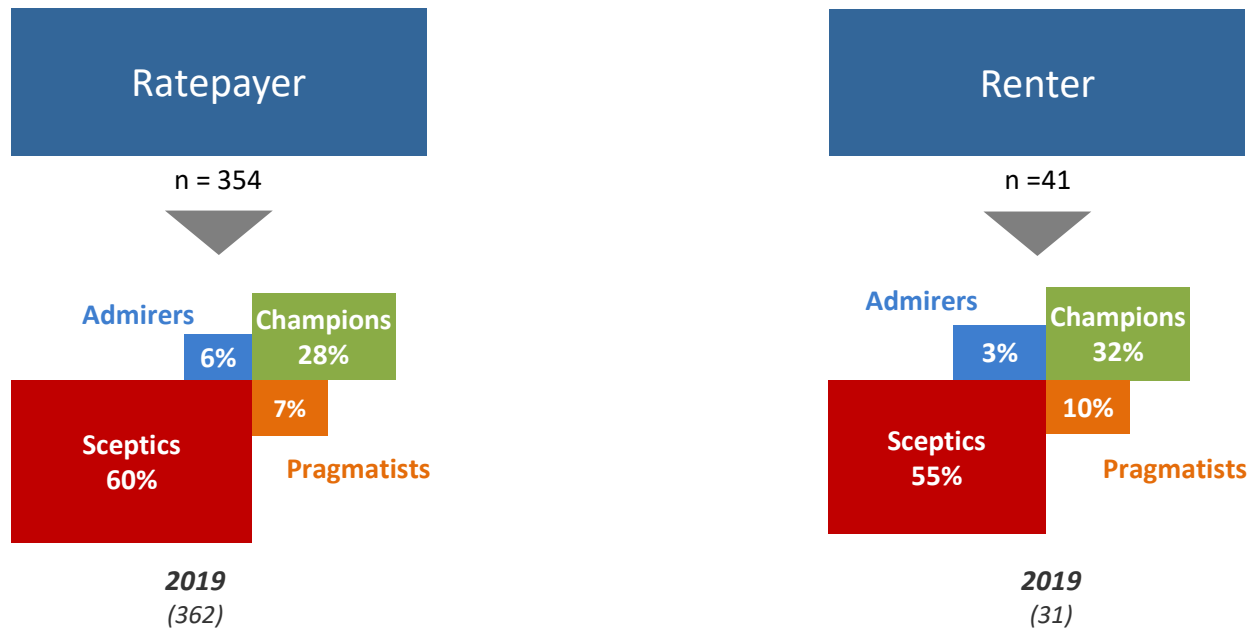 Ratepayer
n = 354
Admirers
Champions
28%
6%
7%
Sceptics
60%
Pragmatists
2019
(362)
Renter
n =41
Admirers
Champions
32%
3%
10%
Sceptics
55%
Pragmatists
2019
(31)